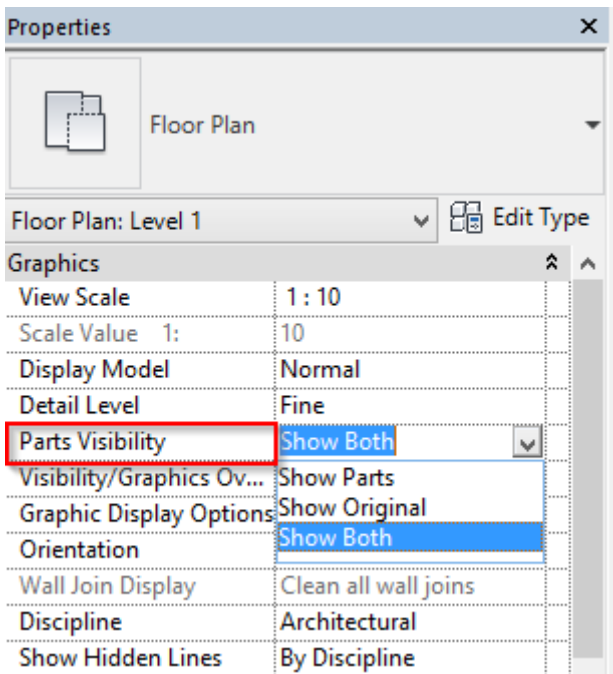 Properties
Floor Plan
Floor Plan: Level 1 Edit Type
Graphics
View Scale 1 : 10
Scale Value 1: 10
Display Model Normal
Detail Level Fine
Parts Visibility Show Both
Visibility/Graphics Ov... Show Parts
Graphic Display Options Show Original
Orientation Show Both
Wall Join Display Clean all wall joins
Discipline Architectural
Show Hidden Lines By Discipline